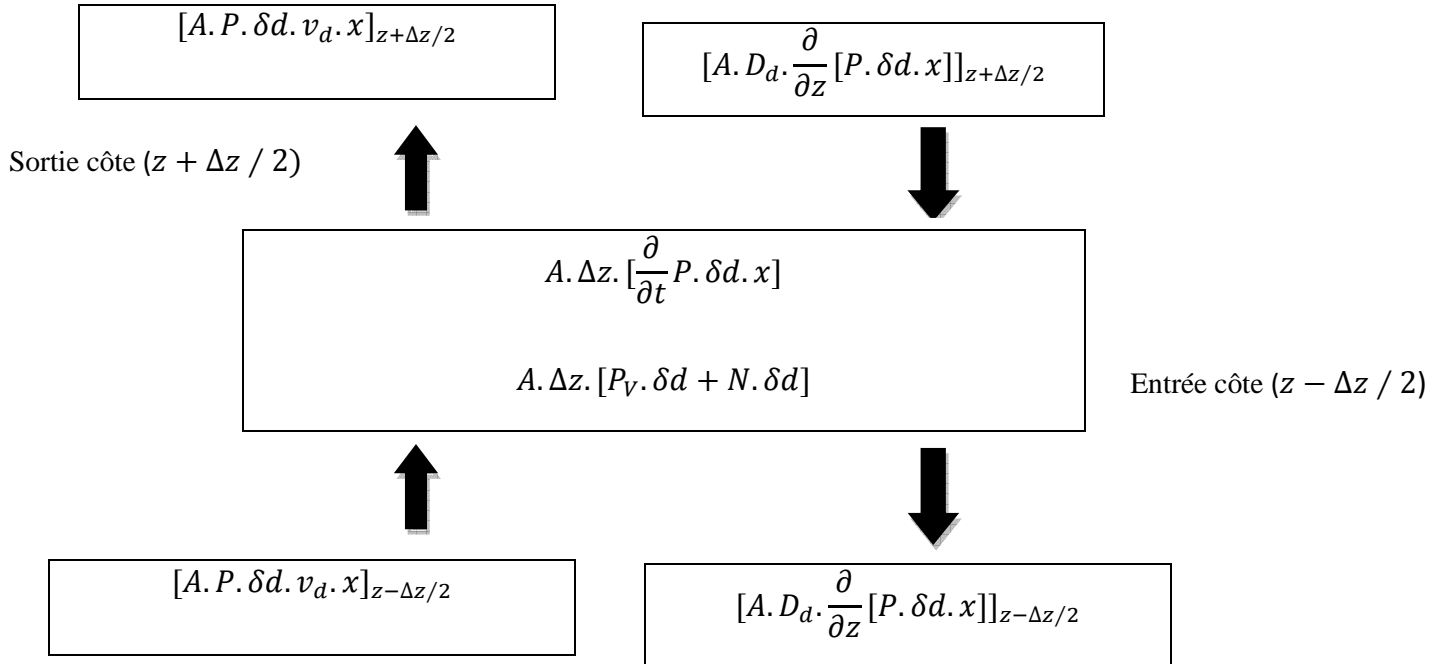 [A. P. δd. v_d. x]_{z+Δz/2}
[A. D_d. ∂/∂z [P. δd. x]]_{z+Δz/2}
Sortie côte (z + Δz / 2)
A. Δz. [∂/∂t P. δd. x]
A. Δz. [P_V. δd + N. δd]
Entrée côte (z − Δz / 2)
[A. P. δd. v_d. x]_{z−Δz/2}
[A. D_d. ∂/∂z [P. δd. x]]_{z−Δz/2}